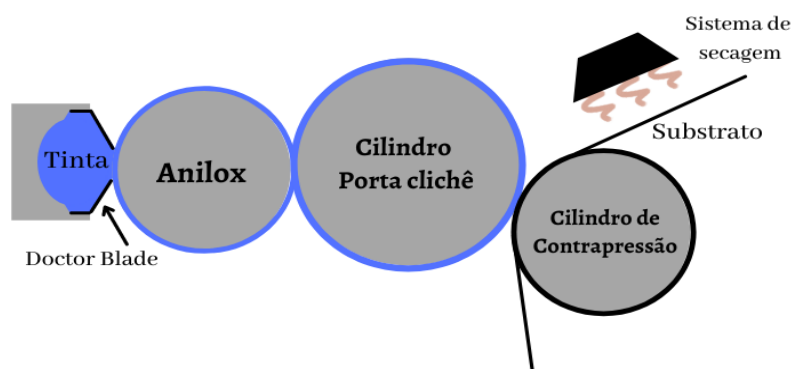 Sistema de
secagem
Substrato
Tinta
Anilox
Cilindro
Porta clichê
Cilindro de
Contrapressão
Doctor Blade